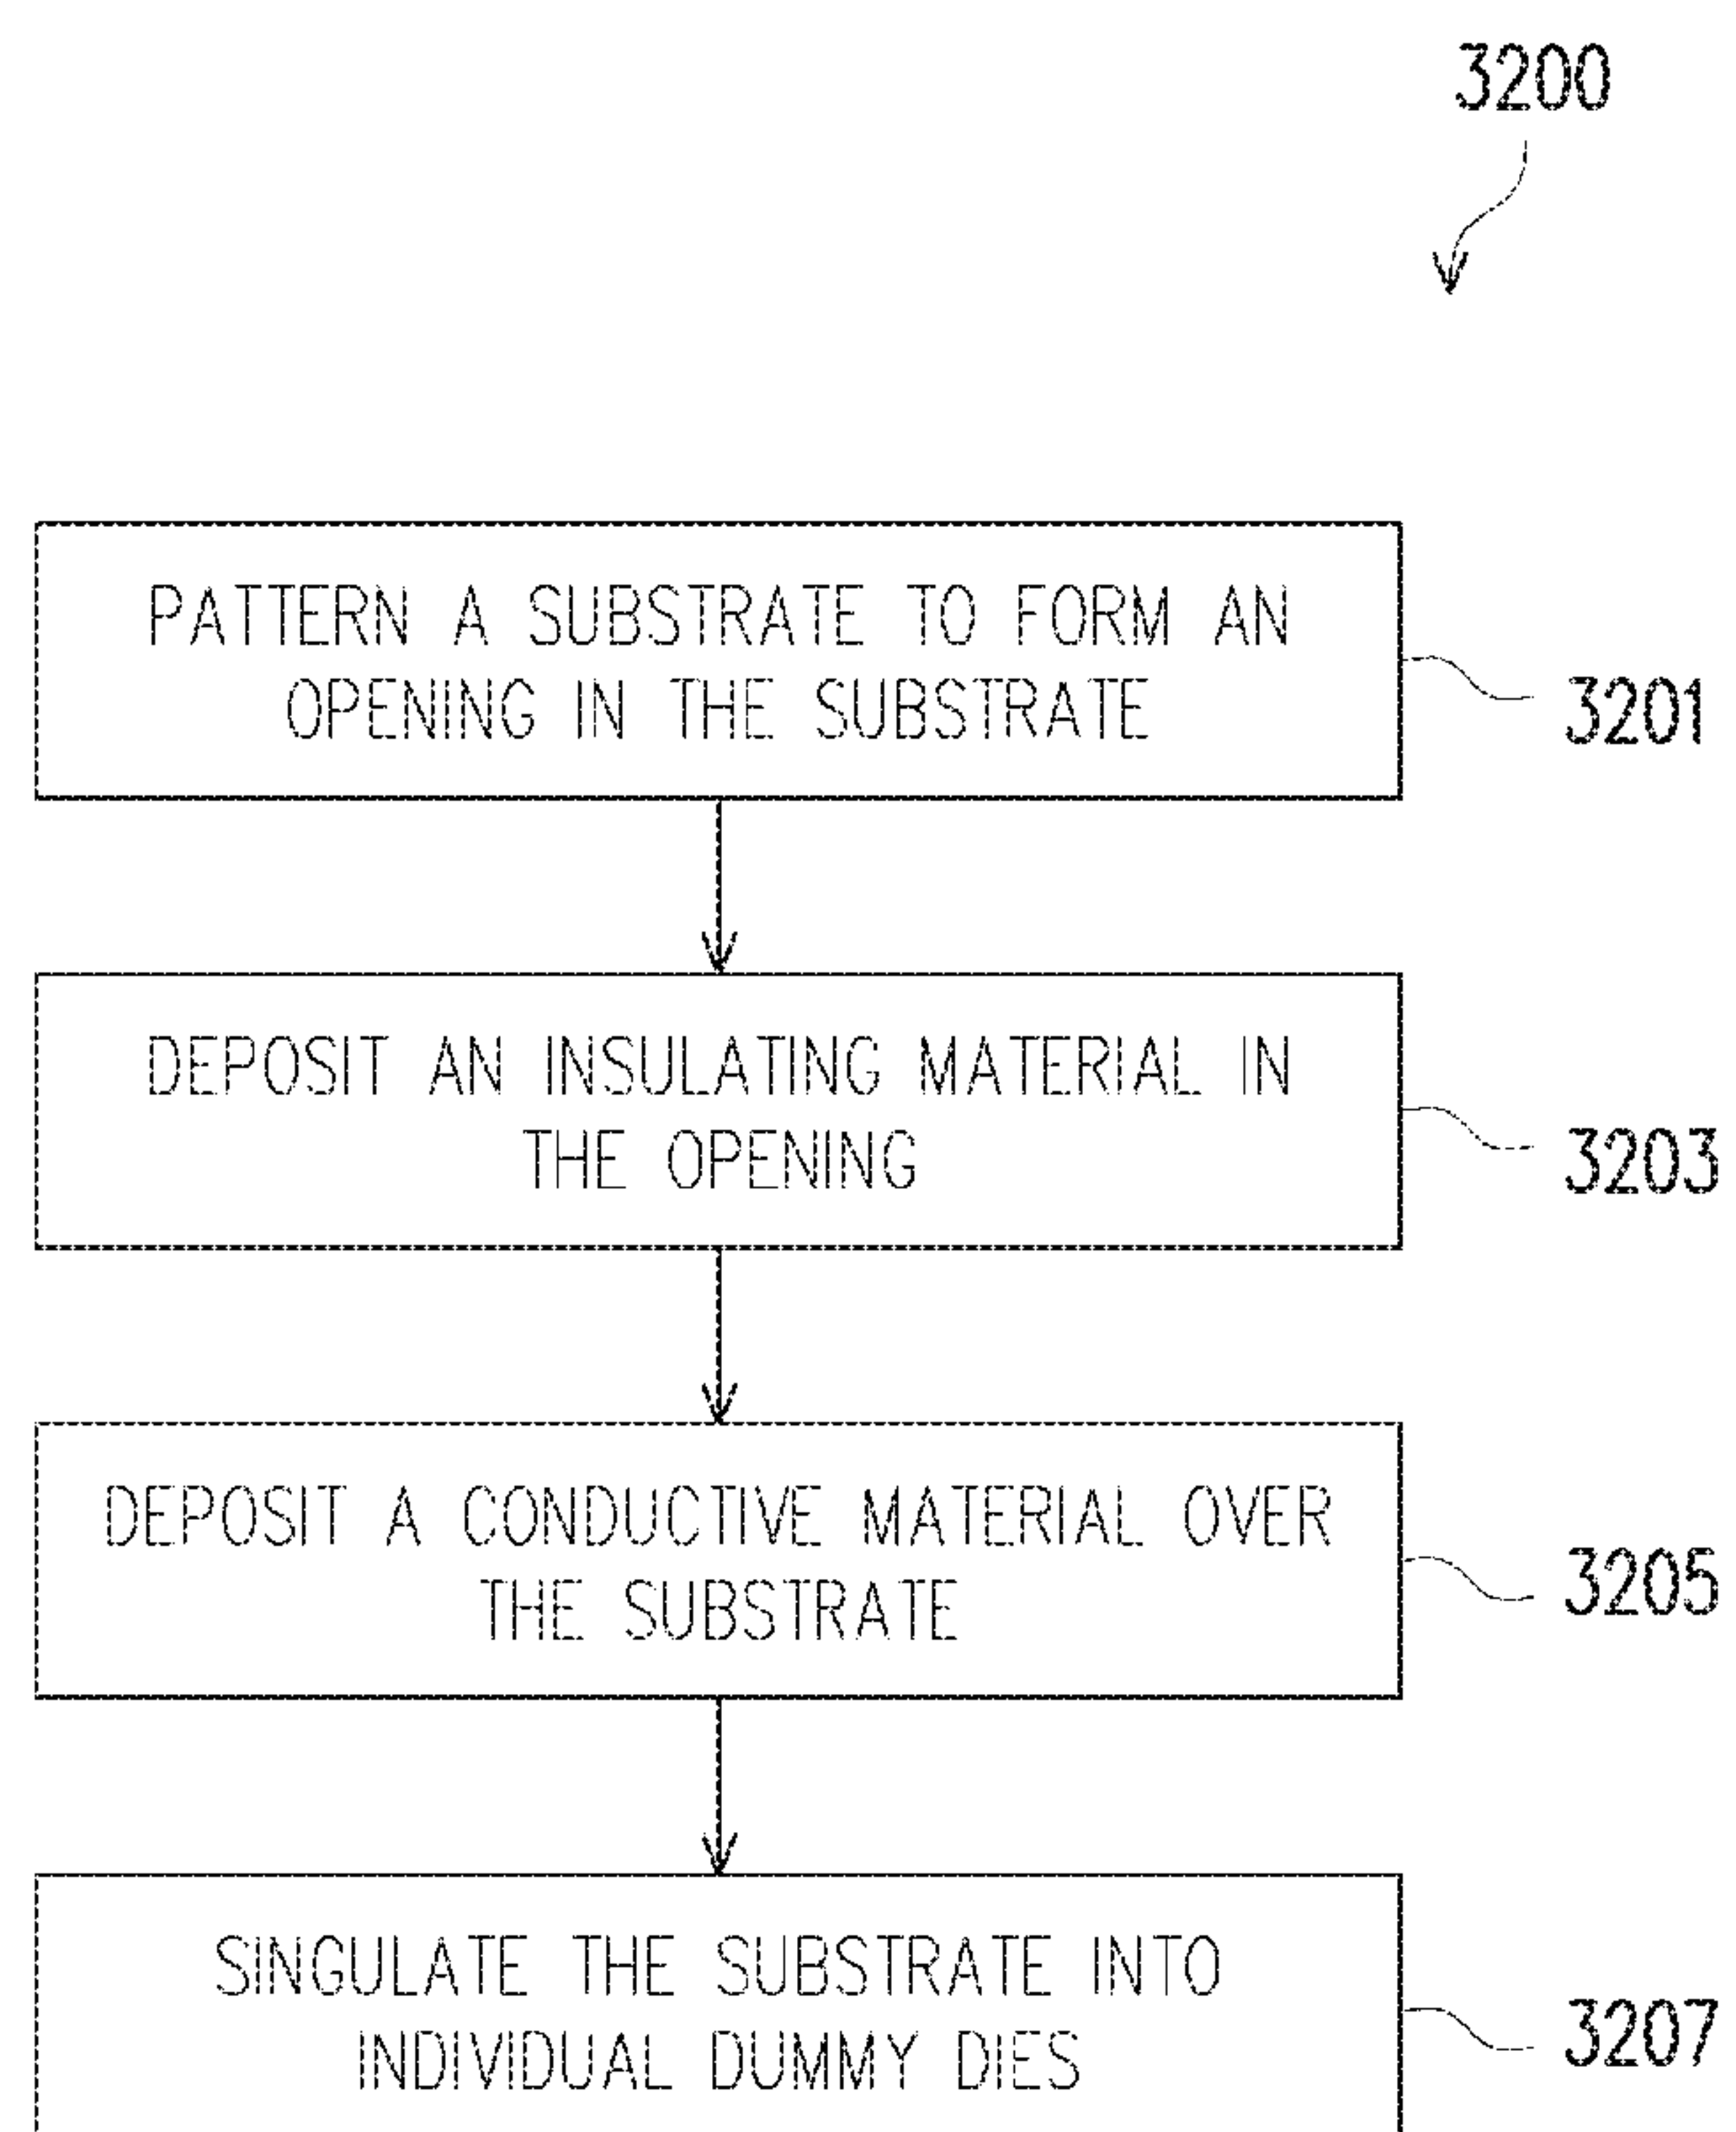 3200
PATTERN A SUBSTRATE TO FORM AN
OPENING IN THE SUBSTRATE
3201
DEPOSIT AN INSULATING MATERIAL IN
THE OPENING
3203
DEPOSIT A CONDUCTIVE MATERIAL OVER
THE SUBSTRATE
3205
SINGULATE THE SUBSTRATE INTO
INDIVIDUAL DUMMY DIES
3207